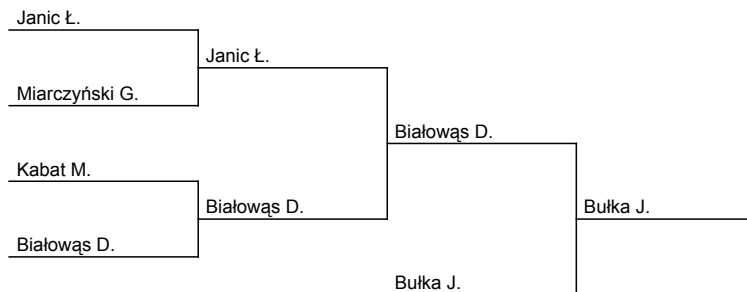 Janic Ł.
Janic Ł.
Miarczyński G.
Białowąs D.
Kabat M.
Białowąs D.
Bułka J.
Białowąs D.
Bułka J.